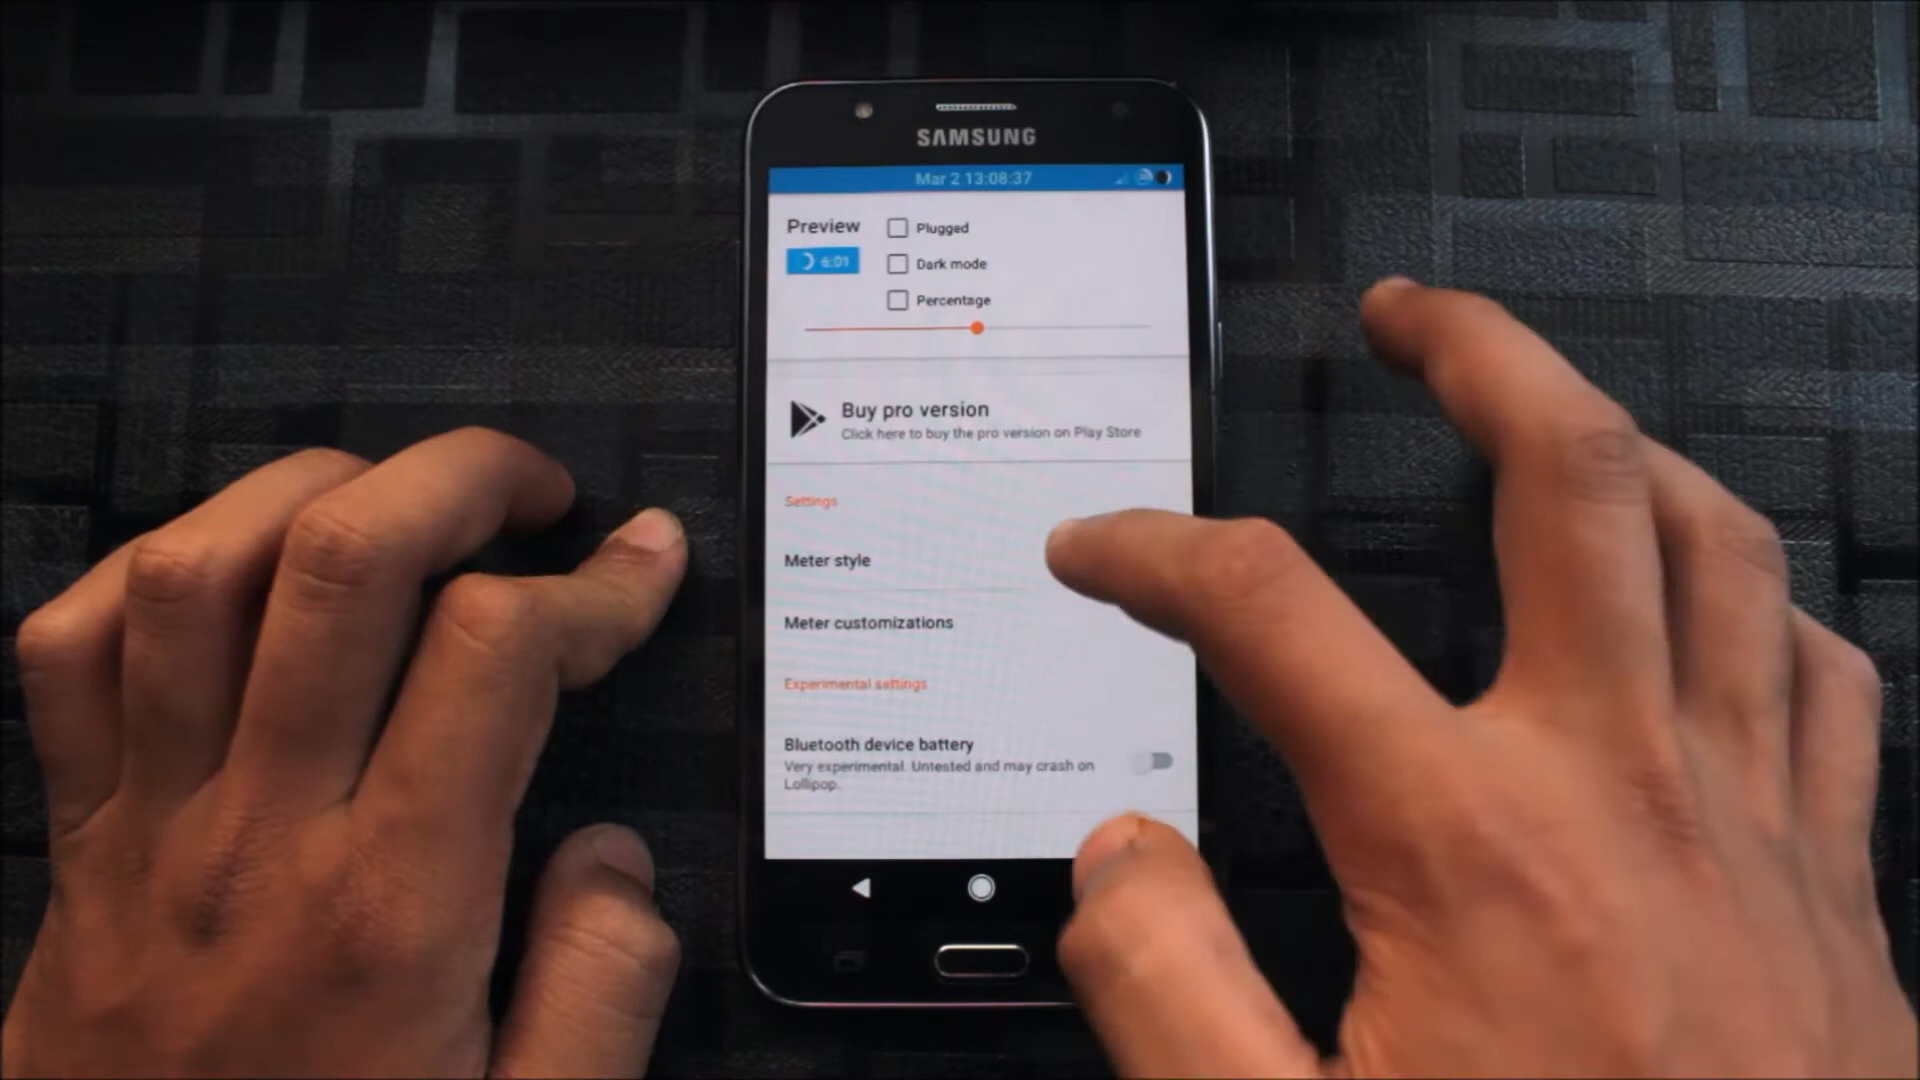 SAMSUNG
Mar 2 13:08:37
Preview
Plugged
6:01
Dark mode
Percentage
Buy pro version
Click here to buy the pro version on Play Store
Settings
Meter style
Meter customizations
Experimental settings
Bluetooth device battery
Very experimental. Untested and may crash on
Lollipop.